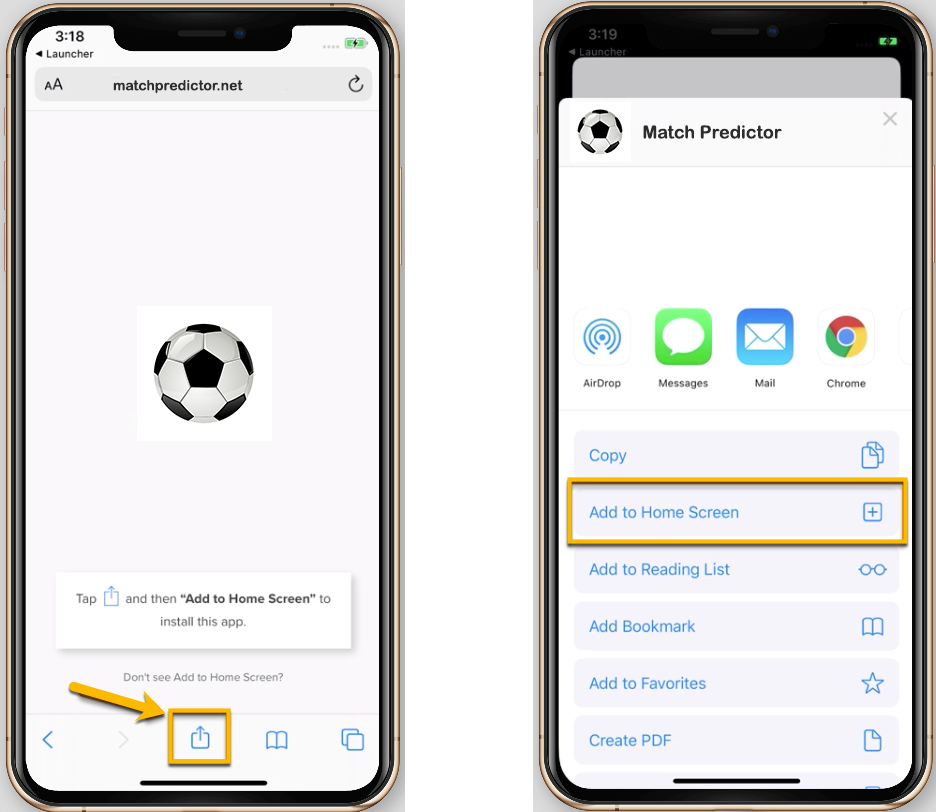 3:18
◀ Launcher
AA matchpredictor.net
Tap and then “Add to Home Screen” to
install this app.
Don't see Add to Home Screen?
3:19
◀ Launcher
Match Predictor
AirDrop Messages Mail Chrome
Copy
Add to Home Screen
Add to Reading List
Add Bookmark
Add to Favorites
Create PDF